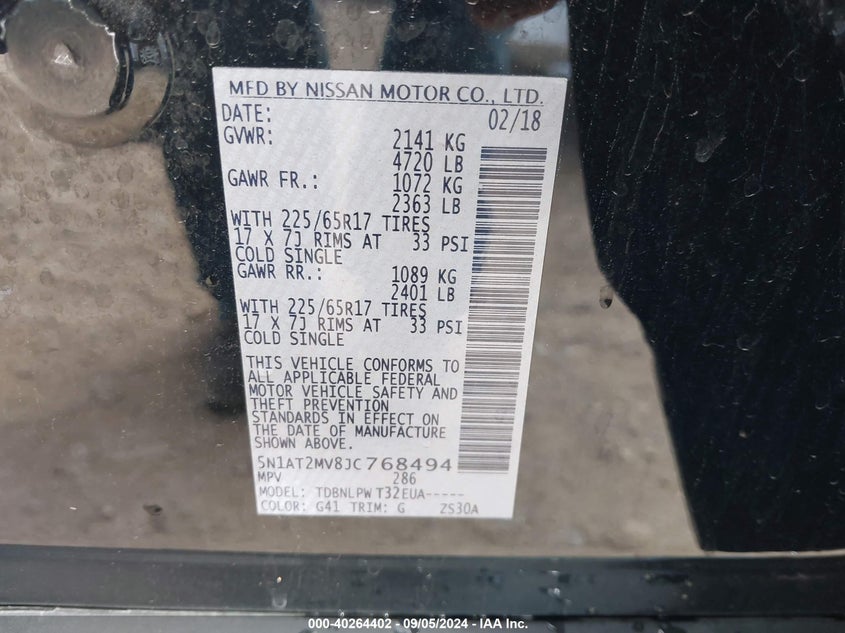 MFD BY NISSAN MOTOR CO., LTD.
DATE: 02/18
GVWR: 2141 KG
4720 LB
GAWR FR.: 1072 KG
2363 LB
WITH 225/65R17 TIRES
17 X 7J RIMS AT 33 PSI
COLD SINGLE
GAWR RR.: 1089 KG
2401 LB
WITH 225/65R17 TIRES
17 X 7J RIMS AT 33 PSI
COLD SINGLE
THIS VEHICLE CONFORMS TO
ALL APPLICABLE FEDERAL
MOTOR VEHICLE SAFETY AND
THEFT PREVENTION
STANDARDS IN EFFECT ON
THE DATE OF MANUFACTURE
SHOWN ABOVE.
5N1AT2MV8JC768494
MPV 286
MODEL: TDBNLPW T32EUA-----
COLOR: G41 TRIM: G ZS30A
000-40264402 - 09/05/2024 - IAA Inc.